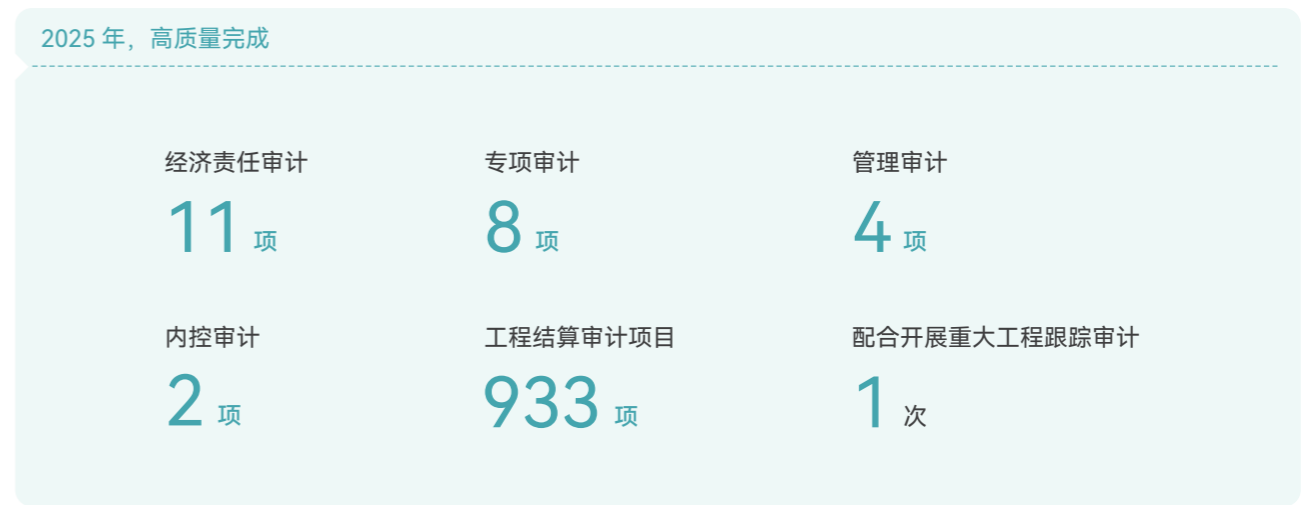 2025 年，高质量完成
经济责任审计
11 项
专项审计
8 项
管理审计
4 项
内控审计
2 项
工程结算审计项目
933 项
配合开展重大工程跟踪审计
1 次